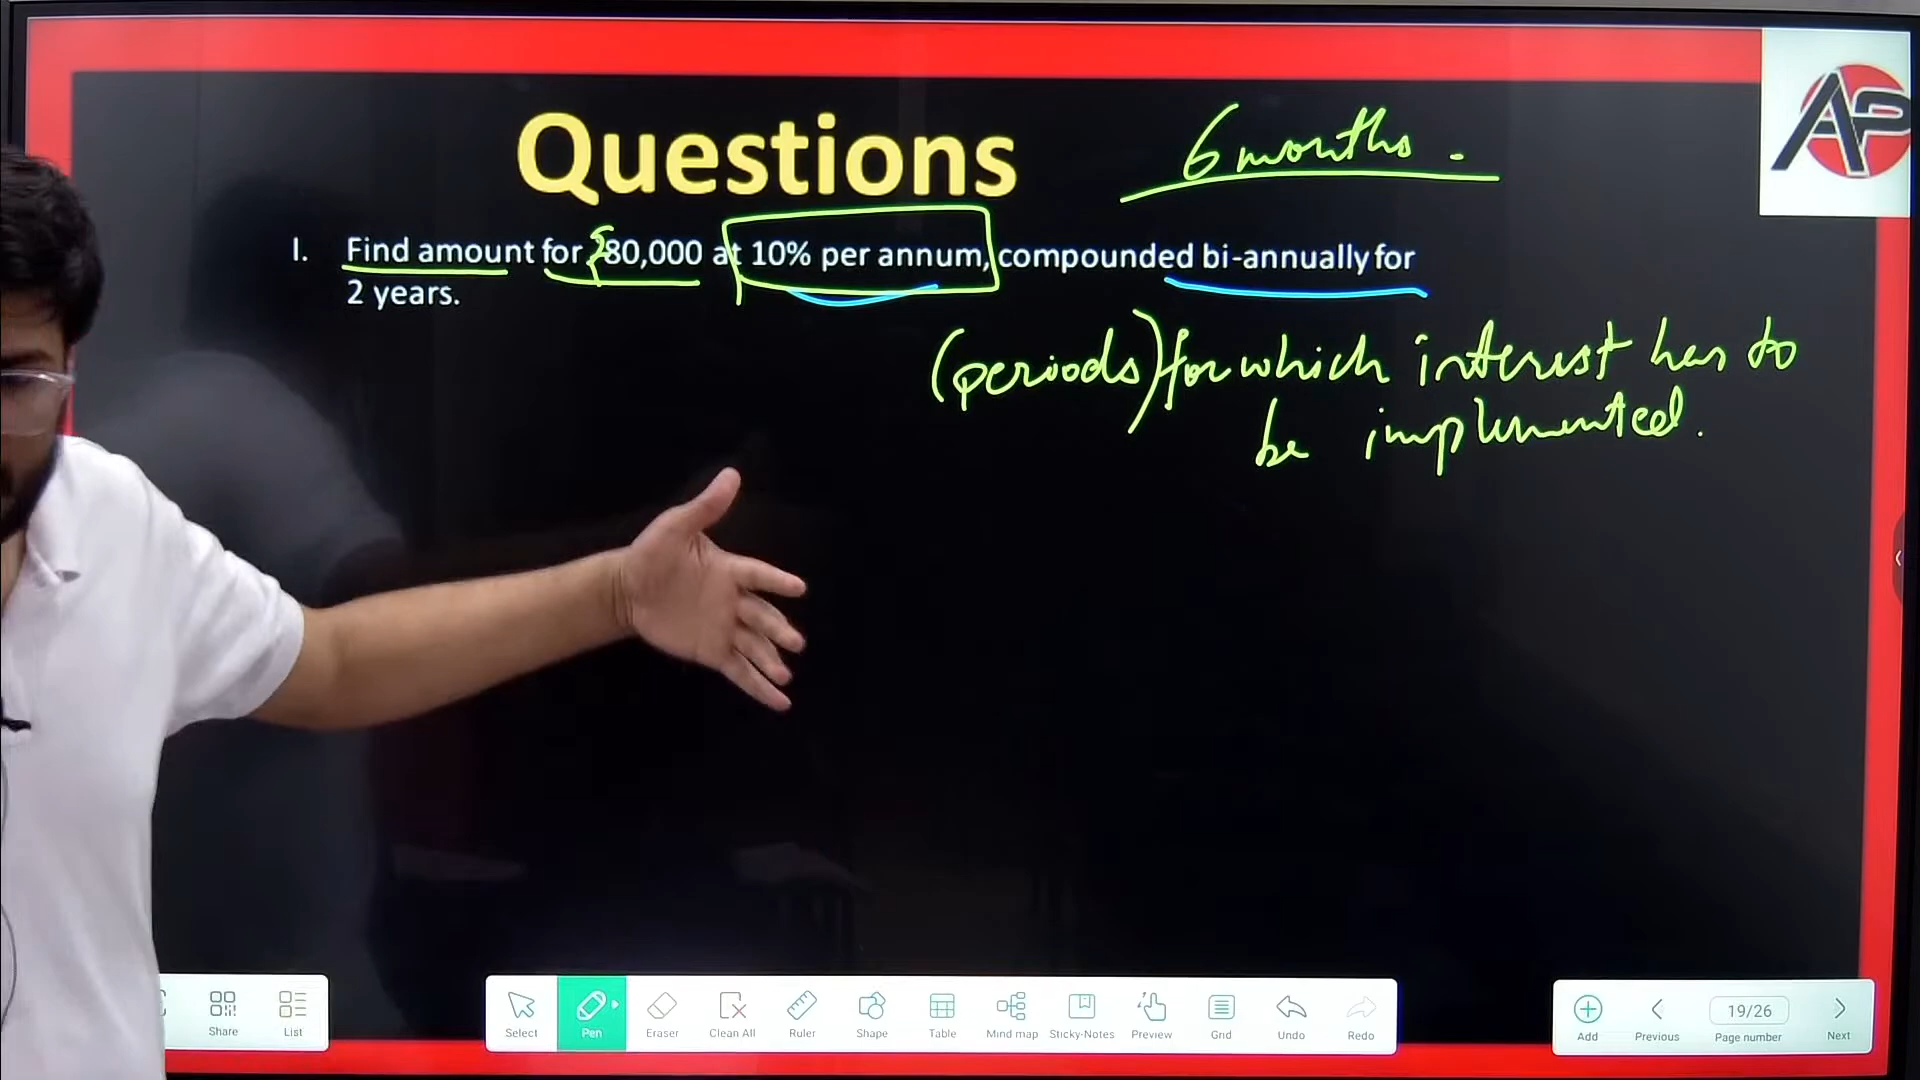 AP
Questions
6 months.
1. Find amount for ₹80,000 at 10% per annum, compounded bi-annually for
2 years.
(periods) for which interest has to
be implemented.
Share
List
Select
Pen
Eraser
Clean All
Ruler
Shape
Table
Mind map
Sticky-Notes
Preview
Grid
Undo
Redo
Add
Previous
19/26
Page number
Next